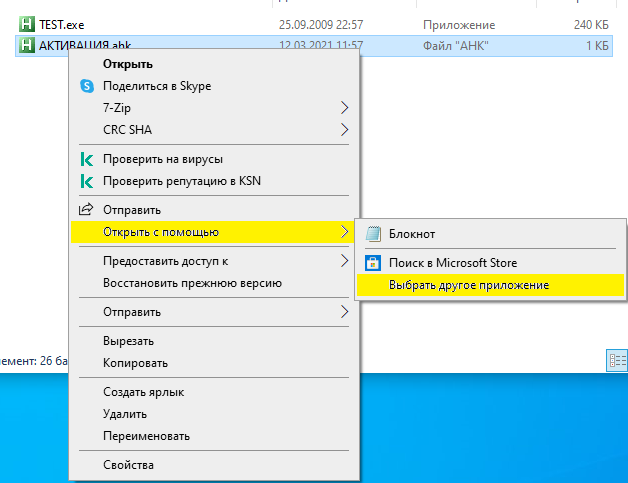 TEST.exe 25.09.2009 22:57 Приложение 240 КБ
АКТИВАЦИЯ.ahk 12.03.2021 11:57 Файл "AHK" 1 КБ
Открыть
Поделиться в Skype
7-Zip
CRC SHA
Проверить на вирусы
Проверить репутацию в KSN
Отправить
Открыть с помощью
Блокнот
Поиск в Microsoft Store
Выбрать другое приложение
Предоставить доступ к
Восстановить прежнюю версию
Отправить
Вырезать
лемент: 26 ба
Копировать
Создать ярлык
Удалить
Переименовать
Свойства